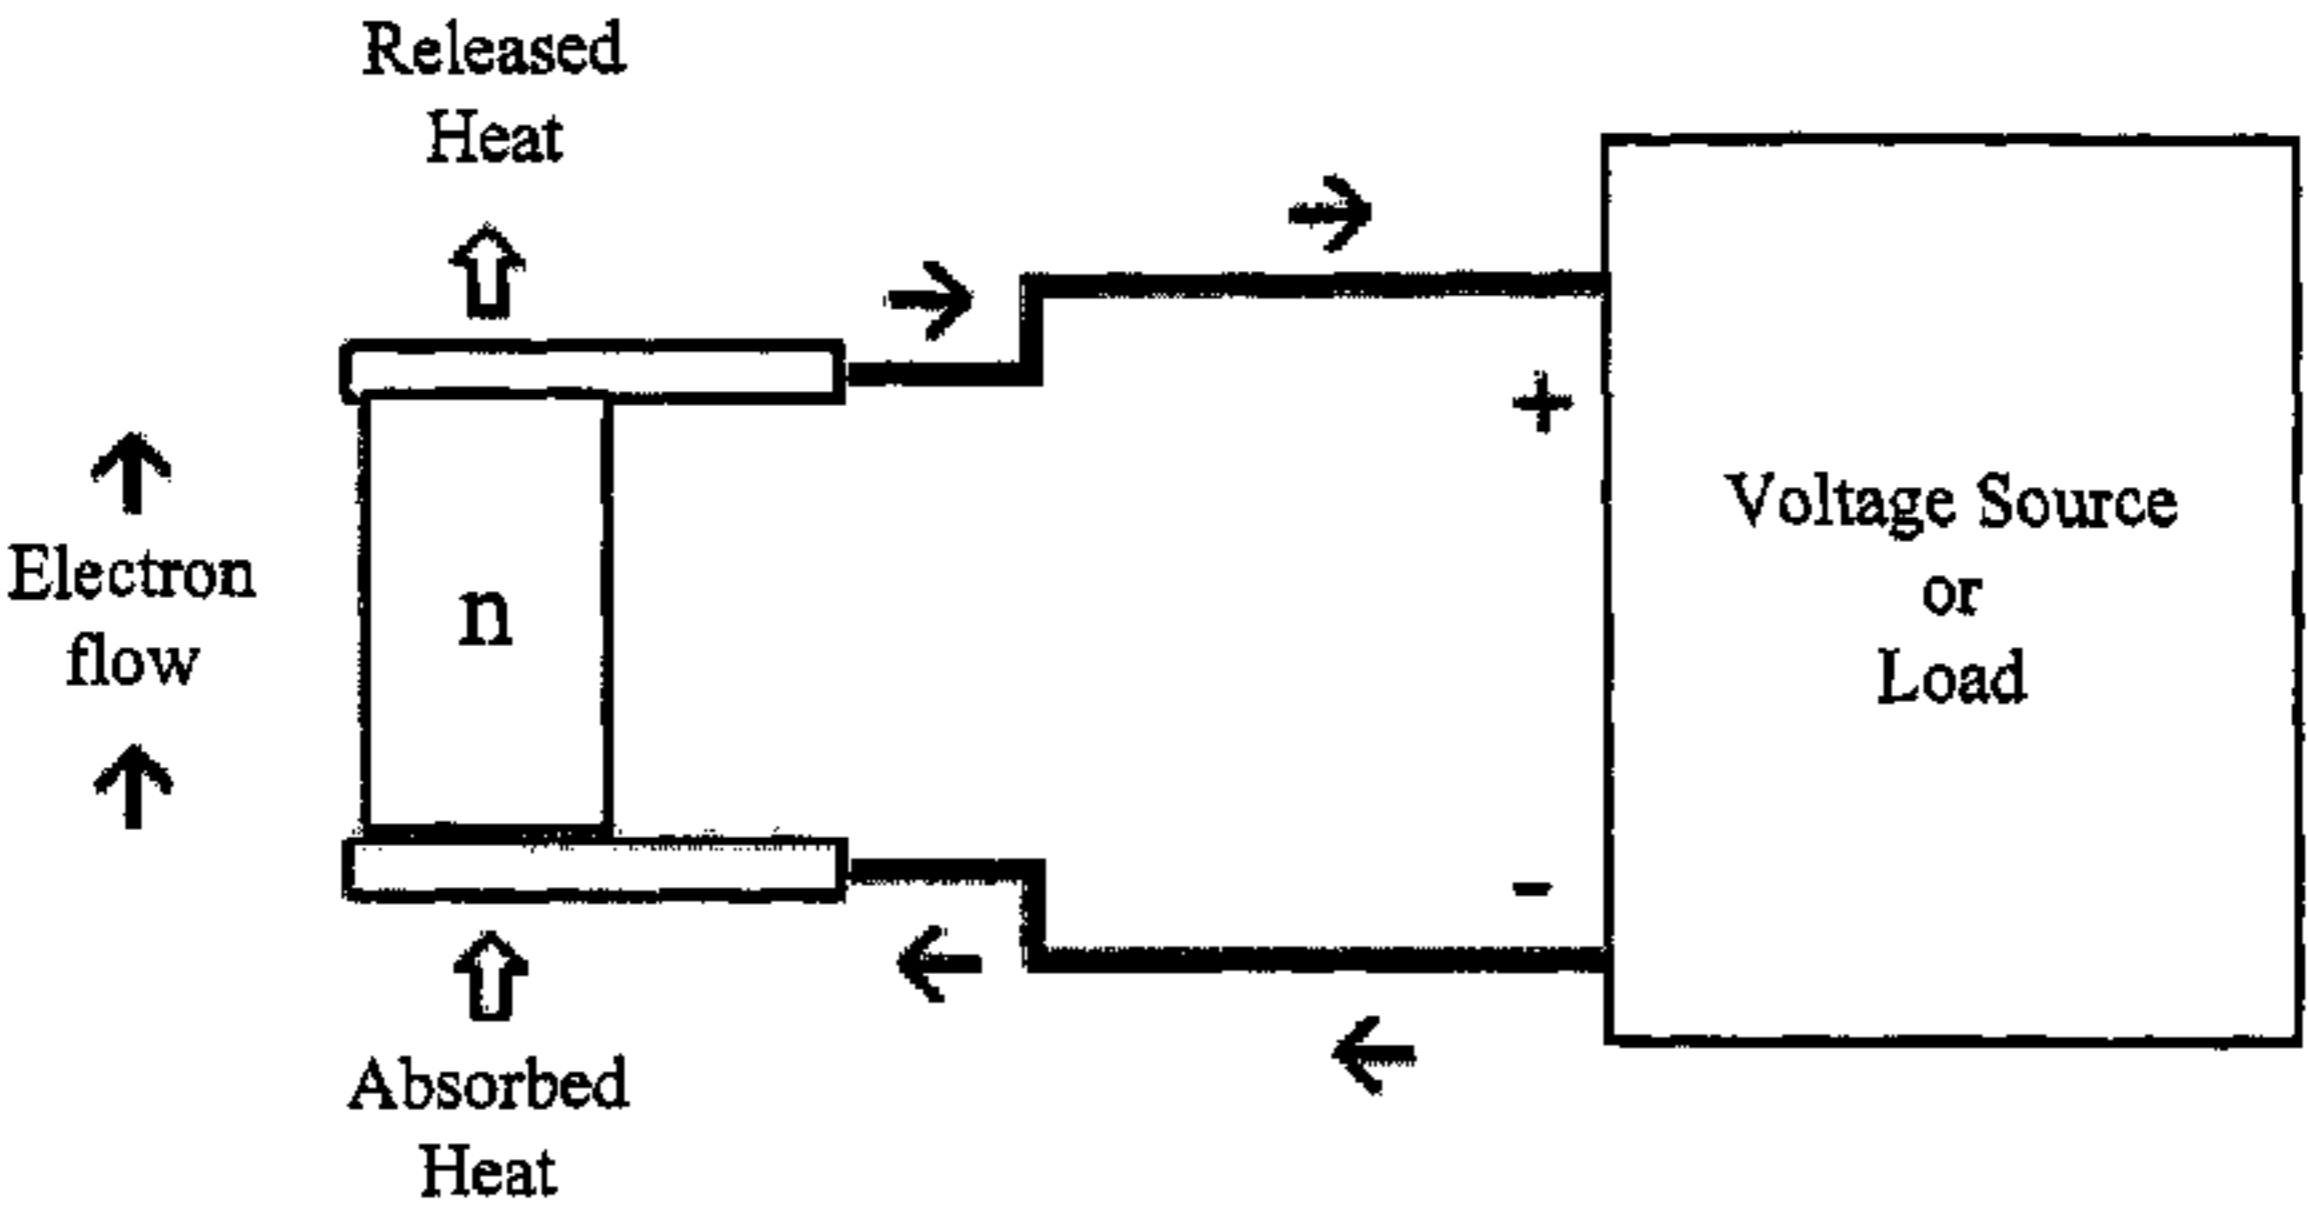 Released
Heat
+
Voltage Source
or
Load
Electron
flow
n
-
Absorbed
Heat